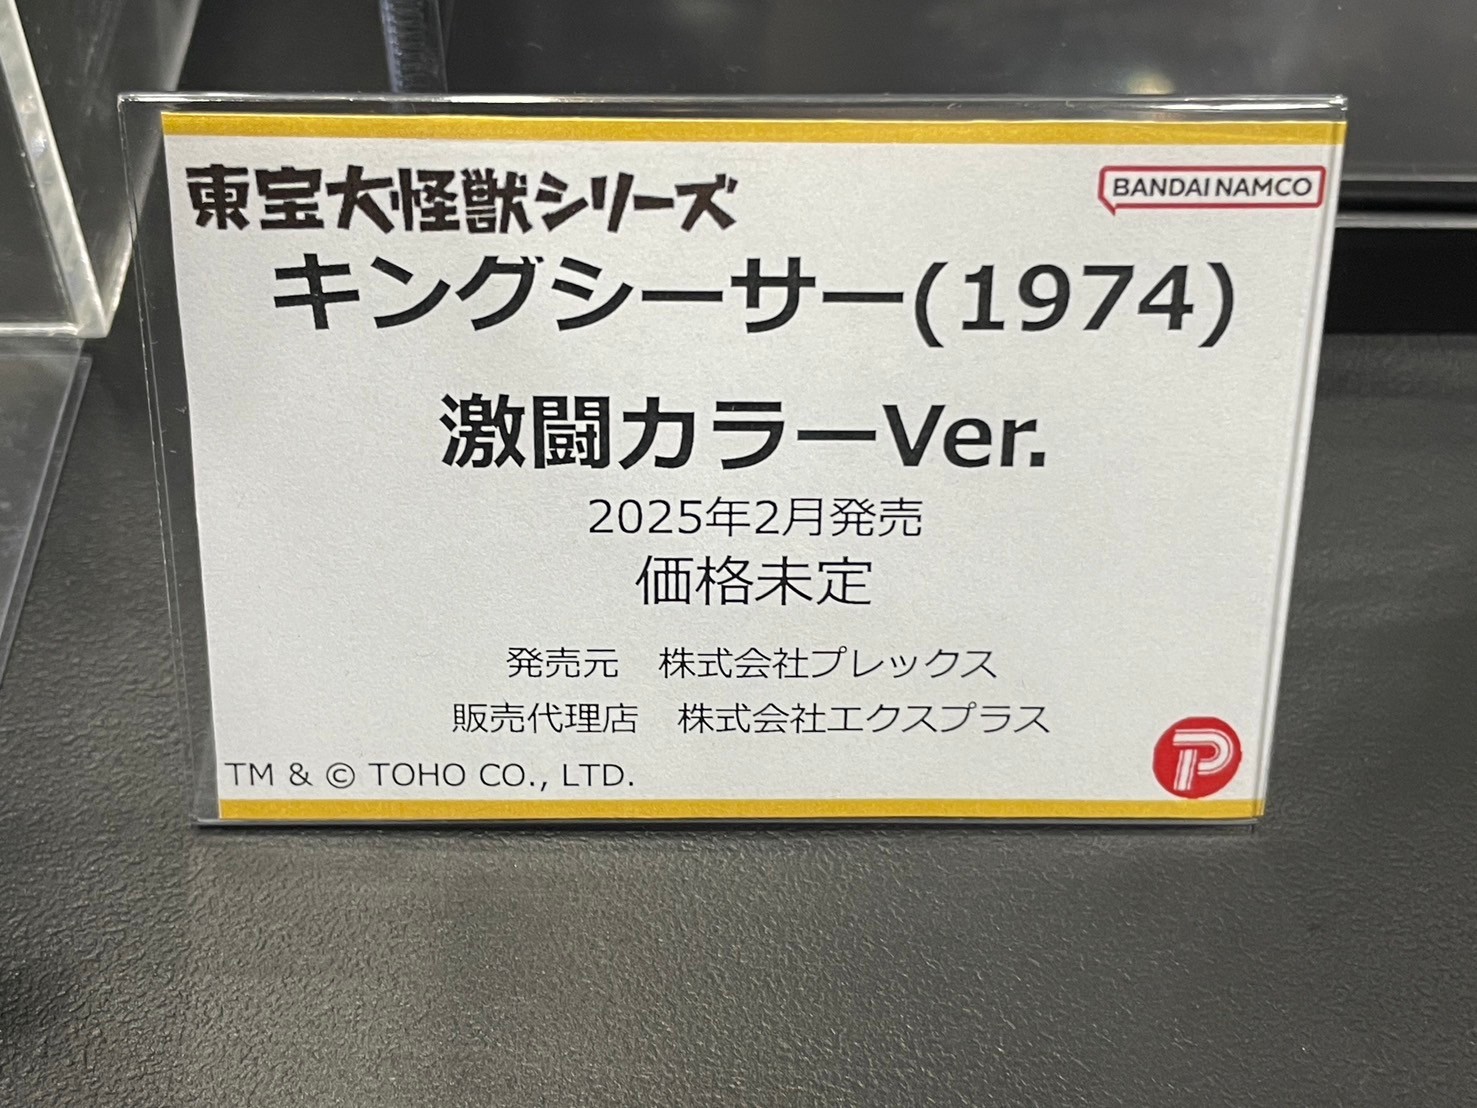 東宝大怪獣シリーズ
BANDAI NAMCO
キングシーサー(1974)
激闘カラーVer.
2025年2月発売
価格未定
発売元　株式会社プレックス
販売代理店　株式会社エクスプラス
TM & © TOHO CO., LTD.
P